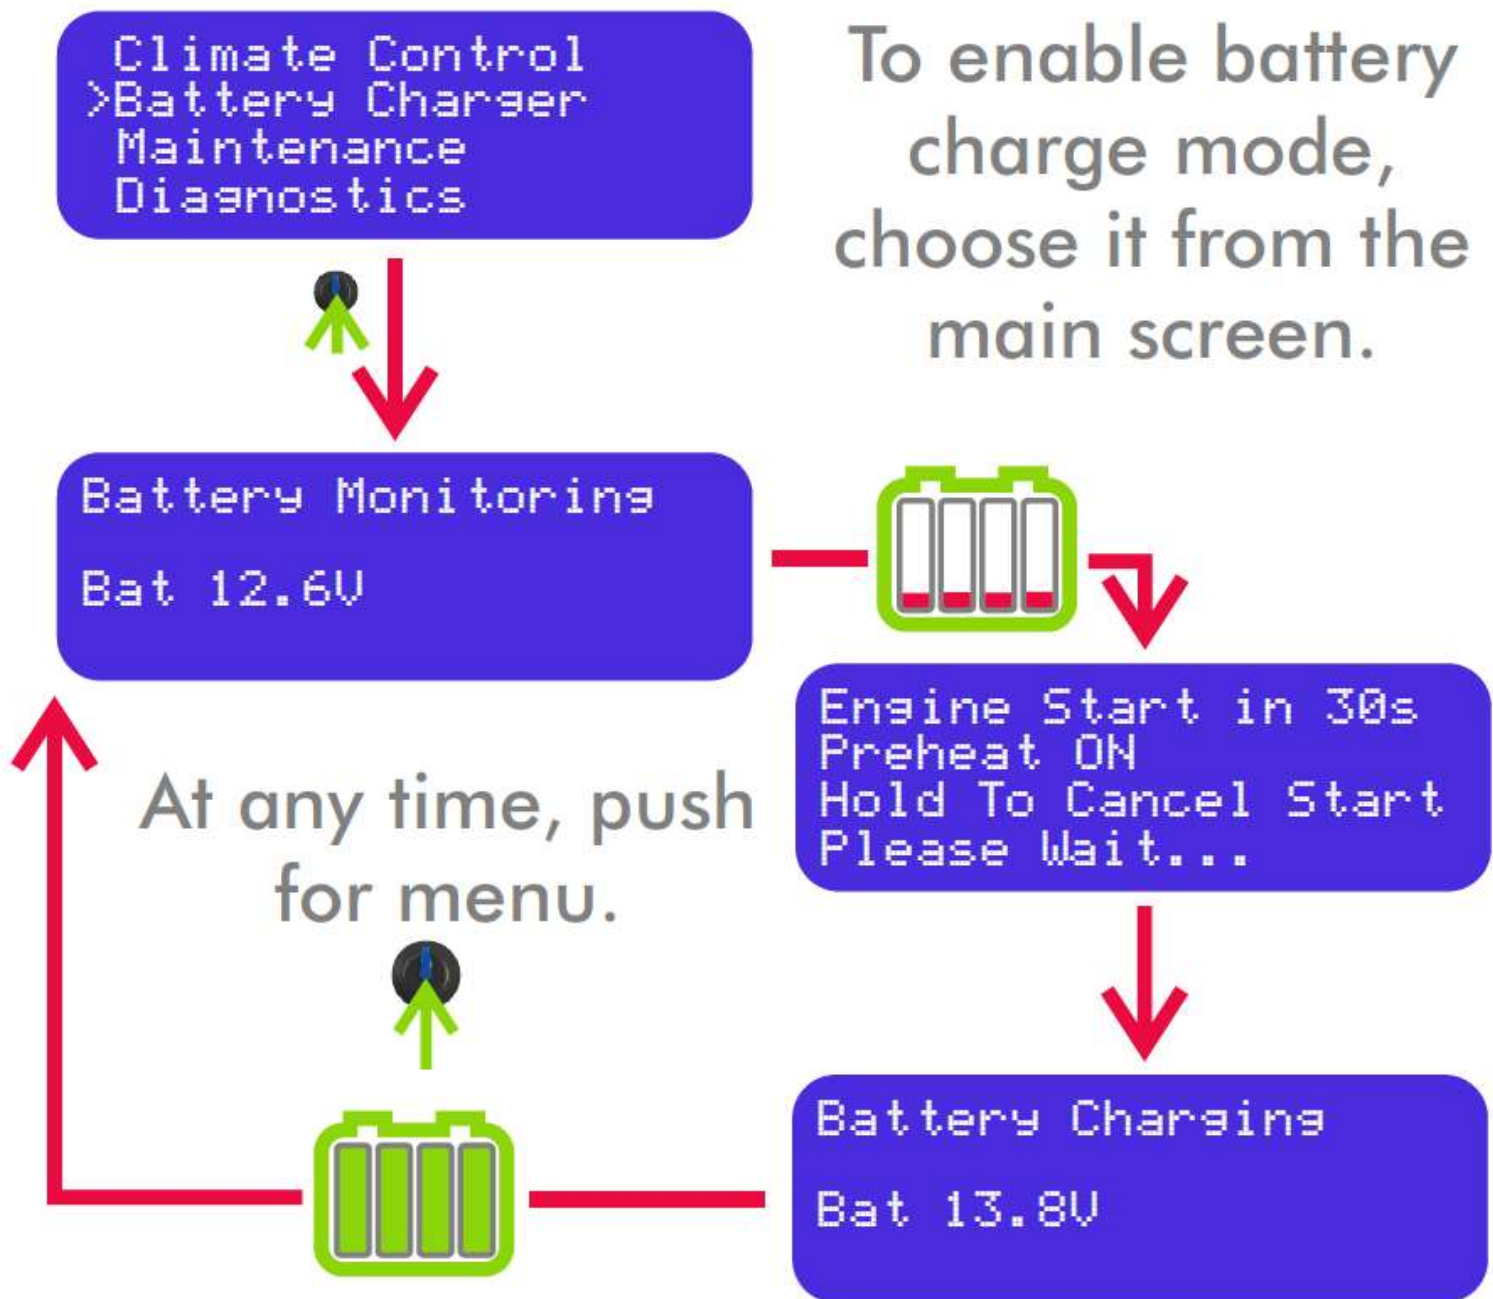 Climate Control
>Battery Charger
Maintenance
Diagnostics
To enable battery
charge mode,
choose it from the
main screen.
Battery Monitoring
Bat 12.6V
Engine Start in 30s
Preheat ON
Hold To Cancel Start
Please Wait...
At any time, push
for menu.
Battery Charging
Bat 13.8V